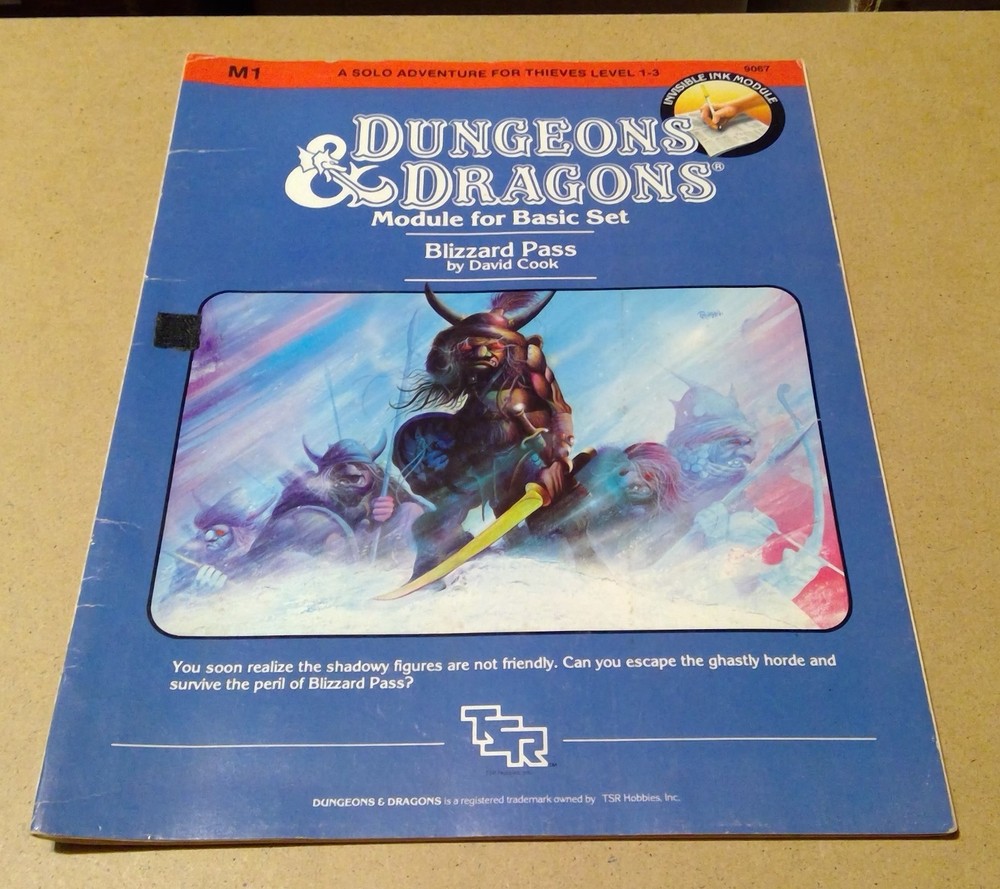 M1
A SOLO ADVENTURE FOR THIEVES LEVEL 1-3
9067
INVISIBLE INK MODULE
DUNGEONS
& DRAGONS®
Module for Basic Set
Blizzard Pass
by David Cook
You soon realize the shadowy figures are not friendly. Can you escape the ghastly horde and
survive the peril of Blizzard Pass?
TSR
DUNGEONS & DRAGONS is a registered trademark owned by TSR Hobbies, Inc.